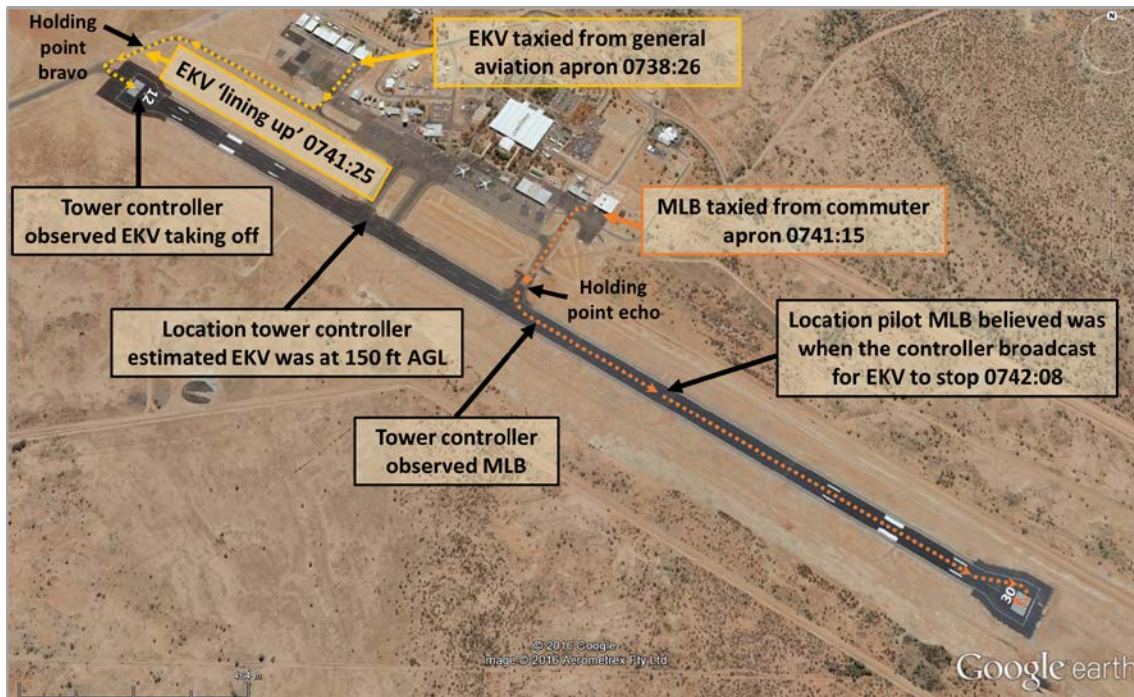 Holding
point
bravo
EKV taxied from general
aviation apron 0738:26
N
12
EKV 'lining up' 0741:25
Tower controller
observed EKV taking off
MLB taxied from commuter
apron 0741:15
Holding
point echo
Location tower controller
estimated EKV was at 150 ft AGL
Location pilot MLB believed was
when the controller broadcast
for EKV to stop 0742:08
Tower controller
observed MLB
30
© 2016 Google
Image © 2016 Aerometrex Pty Ltd
Google earth